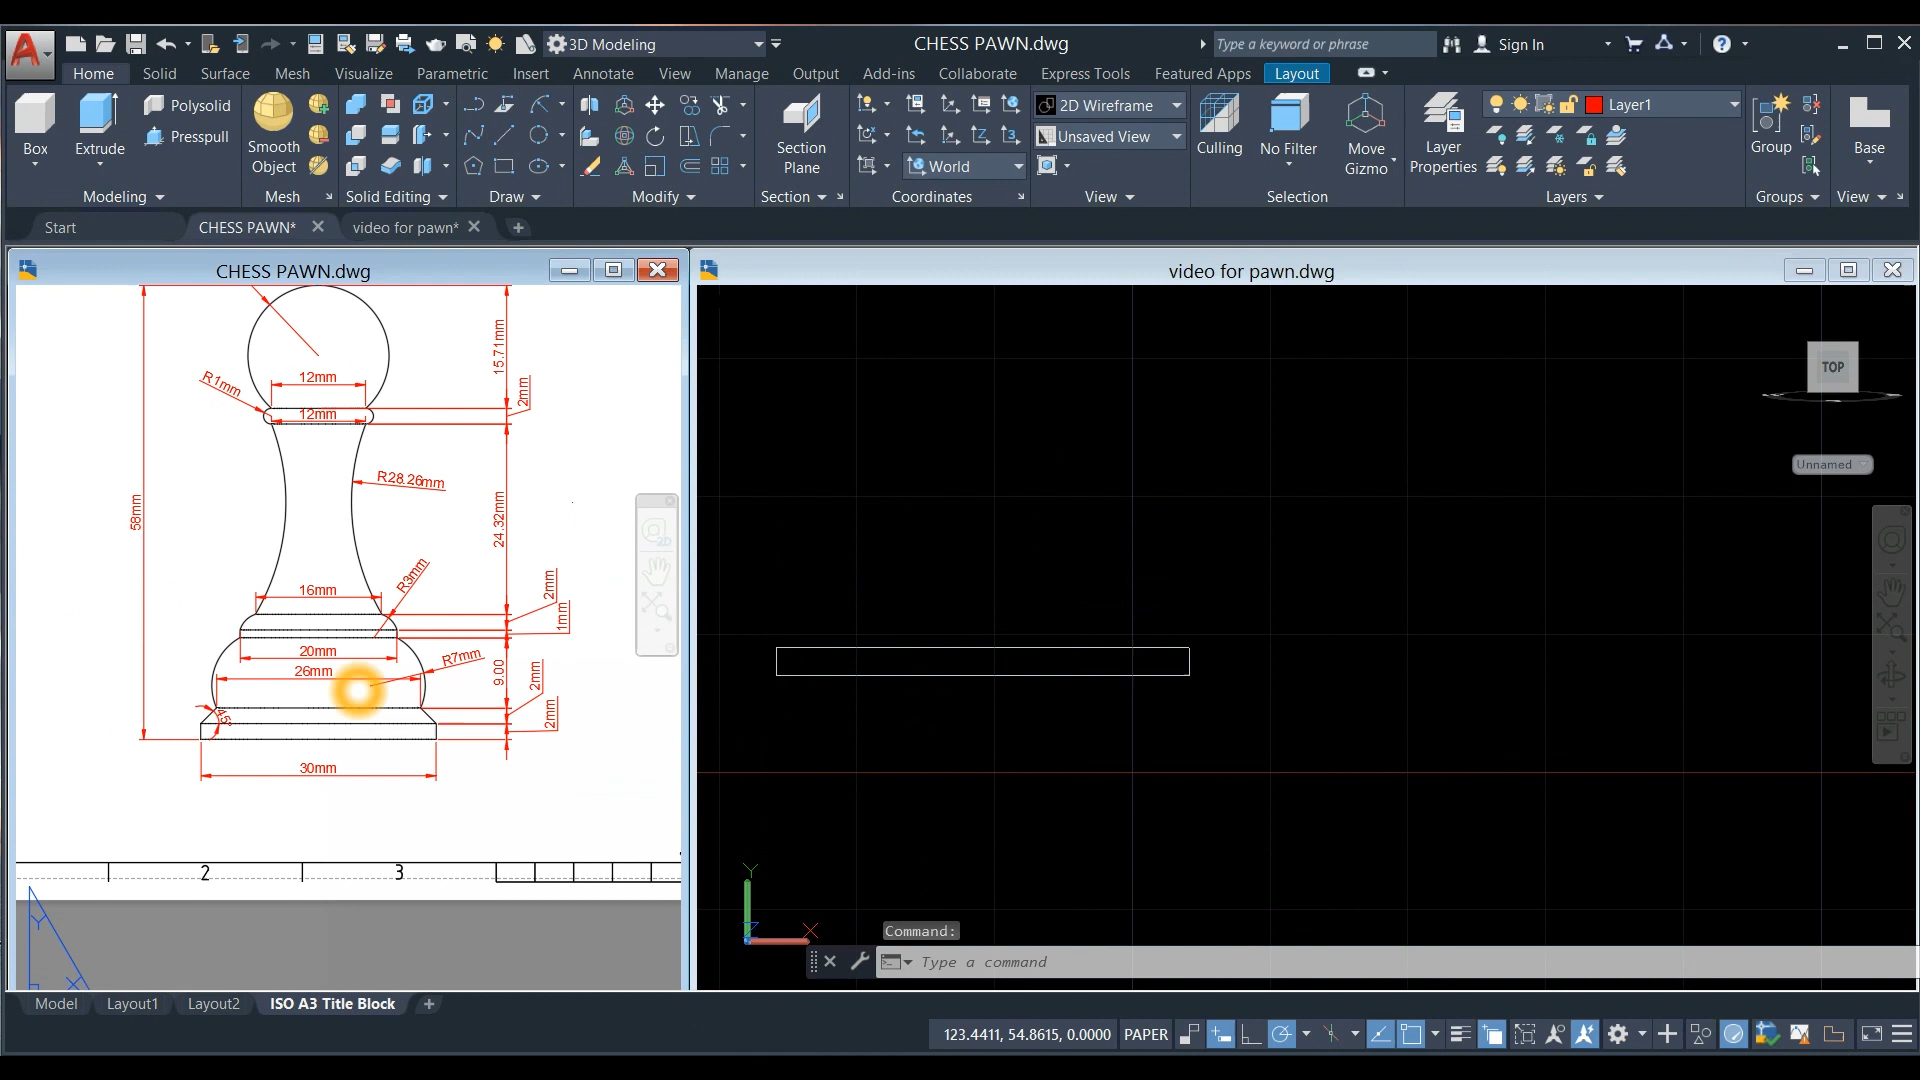 3D Modeling
CHESS PAWN.dwg
Type a keyword or phrase
Sign In
Home Solid Surface Mesh Visualize Parametric Insert Annotate View Manage Output Add-ins Collaborate Express Tools Featured Apps Layout
Box
Extrude
Polysolid
Presspull
Smooth
Object
Section
Plane
World
2D Wireframe
Unsaved View
Culling
No Filter
Move
Gizmo
Layer
Properties
Layer1
Group
Base
Modeling Mesh Solid Editing Draw Modify Section Coordinates View Selection Layers Groups View
Start
CHESS PAWN*
video for pawn*
CHESS PAWN.dwg
video for pawn.dwg
R1mm
12mm
12mm
15.71mm
2mm
R28.26mm
58mm
24.32mm
16mm
R3mm
2mm
1mm
20mm
26mm
R7mm
9.00
2mm
2mm
45°
30mm
2
3
Y
X
2D
TOP
Unnamed
Y
Z
X
Command:
Type a command
Model Layout1 Layout2 ISO A3 Title Block
123.4411, 54.8615, 0.0000 PAPER